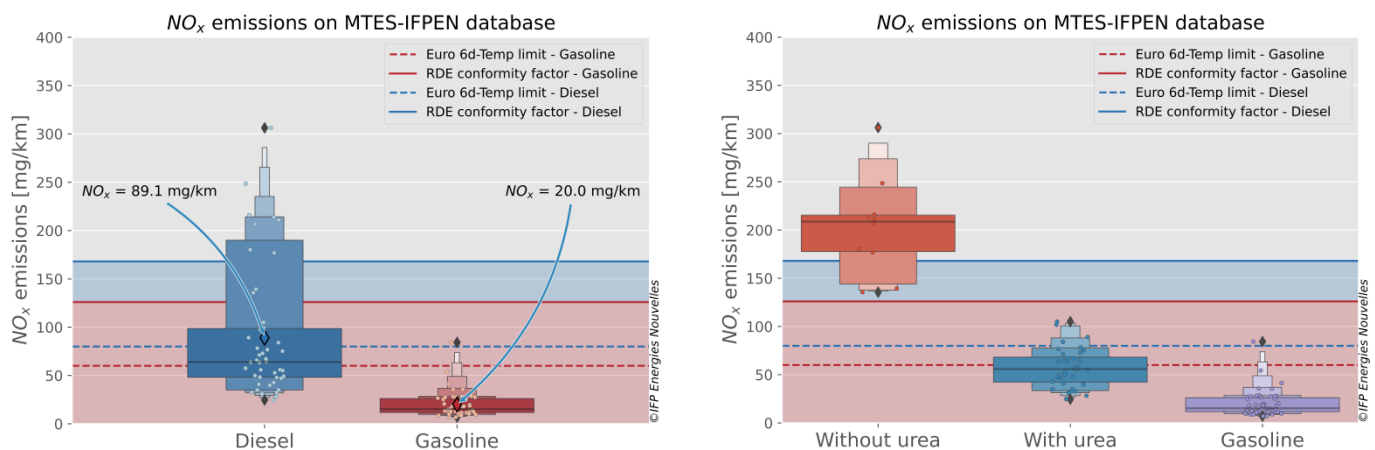 NOx emissions on MTES-IFPEN database
400
350
300
250
200
150
100
50
0
NOx emissions [mg/km]
Euro 6d-Temp limit - Gasoline
RDE conformity factor - Gasoline
Euro 6d-Temp limit - Diesel
RDE conformity factor - Diesel
NOx = 89.1 mg/km
NOx = 20.0 mg/km
Diesel
Gasoline
©IFP Energies Nouvelles
NOx emissions on MTES-IFPEN database
400
350
300
250
200
150
100
50
0
NOx emissions [mg/km]
Euro 6d-Temp limit - Gasoline
RDE conformity factor - Gasoline
Euro 6d-Temp limit - Diesel
RDE conformity factor - Diesel
Without urea
With urea
Gasoline
©IFP Energies Nouvelles